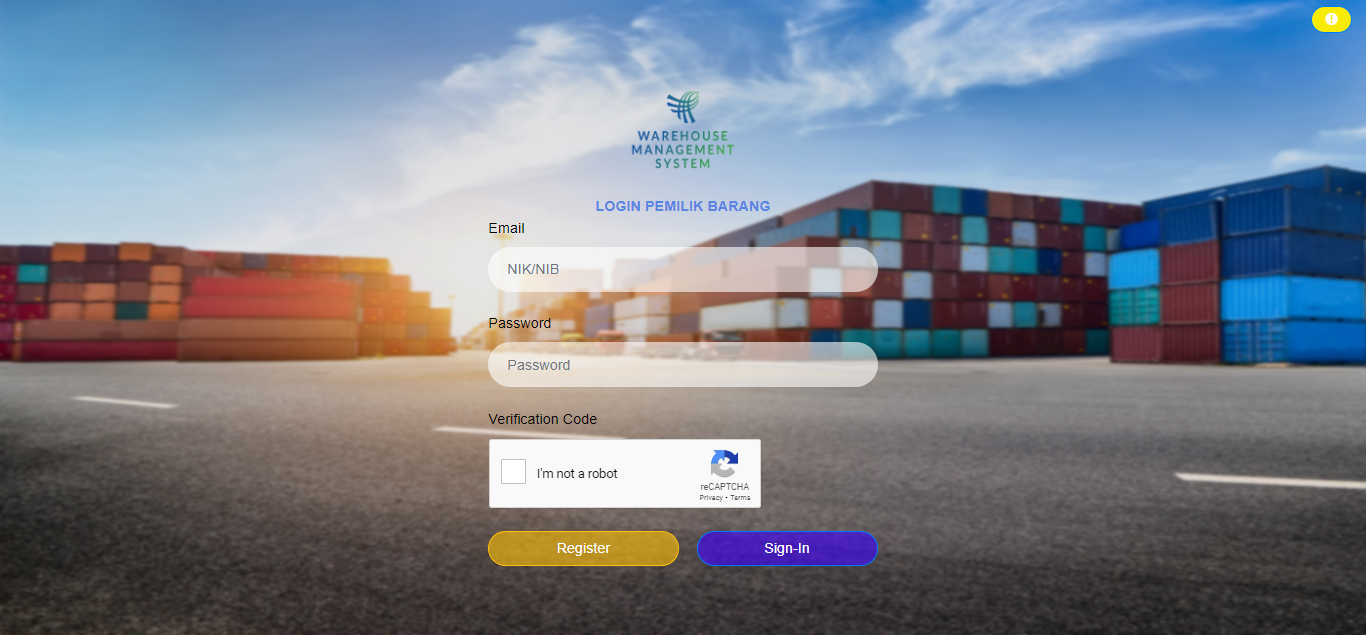 WAREHOUSE
MANAGEMENT
SYSTEM
LOGIN PEMILIK BARANG
Email
NIK/NIB
Password
Password
Verification Code
I'm not a robot
reCAPTCHA
Privacy - Terms
Register
Sign-In